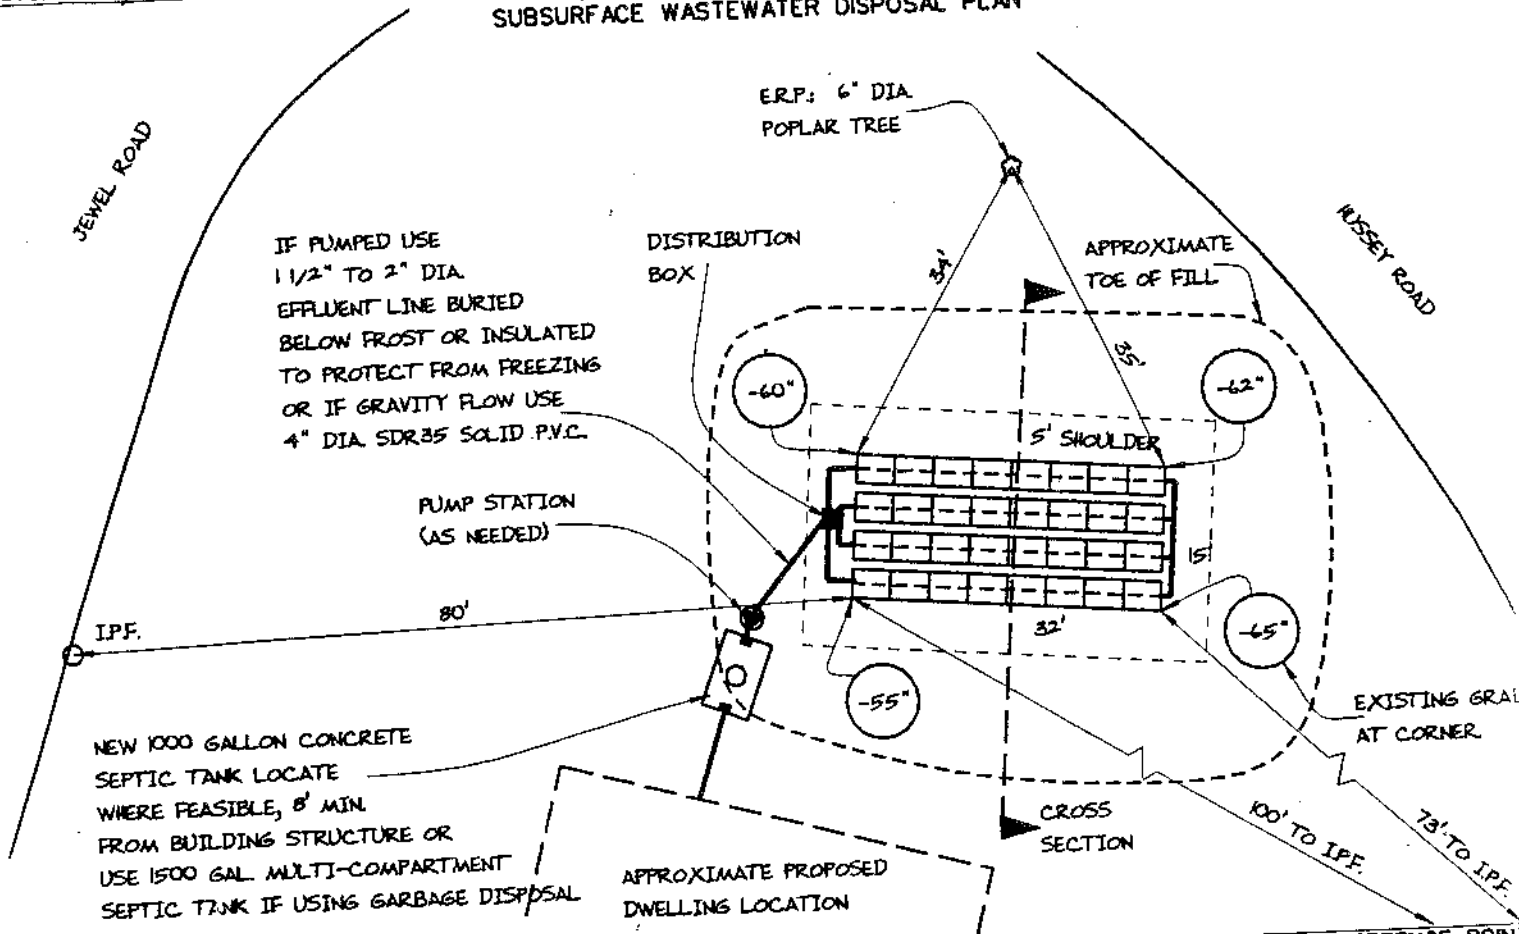 SUBSURFACE WASTEWATER DISPOSAL PLAN
E.R.P.: 6" DIA.
POPLAR TREE
JEWEL ROAD
HUSSEY ROAD
IF PUMPED USE
1 1/2" TO 2" DIA.
EFFLUENT LINE BURIED
BELOW FROST OR INSULATED
TO PROTECT FROM FREEZING
OR IF GRAVITY FLOW USE
4" DIA. SDR35 SOLID P.V.C.
DISTRIBUTION
BOX
34'
35'
APPROXIMATE
TOE OF FILL
-60"
-62"
5' SHOULDER
PUMP STATION
(AS NEEDED)
15'
32'
80'
I.P.F.
-65"
-55"
EXISTING
AT CORNER
NEW 1000 GALLON CONCRETE
SEPTIC TANK LOCATE
WHERE FEASIBLE, 8' MIN.
FROM BUILDING STRUCTURE OR
USE 1500 GAL. MULTI-COMPARTMENT
SEPTIC TANK IF USING GARBAGE DISPOSAL
CROSS
SECTION
100' TO I.P.F.
73' TO I.P.F.
APPROXIMATE PROPOSED
DWELLING LOCATION